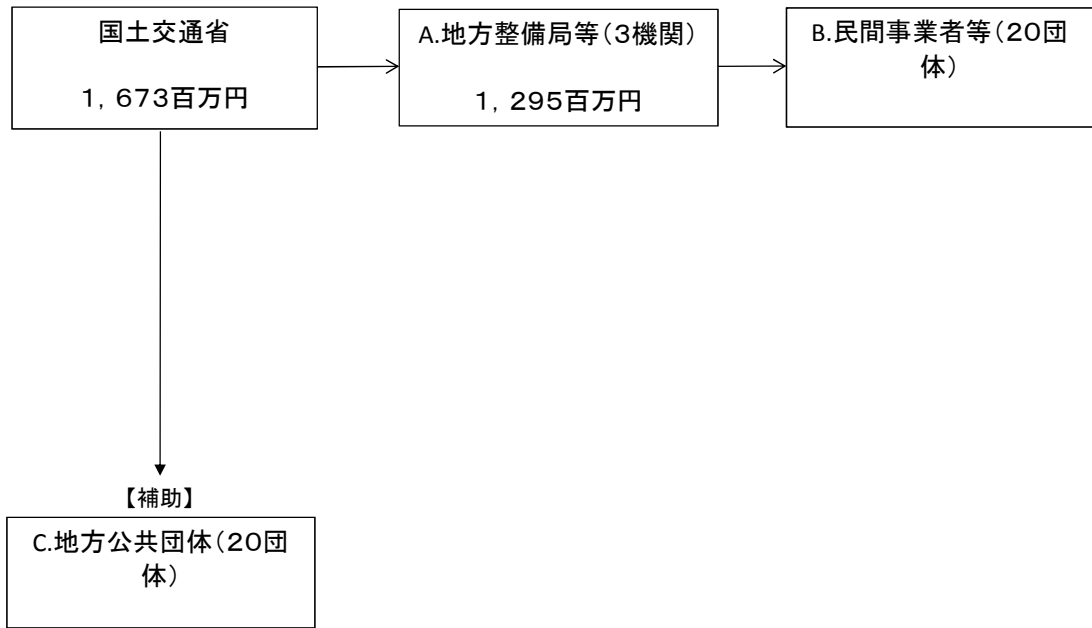 国土交通省
1，673百万円
A.地方整備局等（3機関）
1，295百万円
B.民間事業者等（20団
体）
【補助】
C.地方公共団体（20団
体）